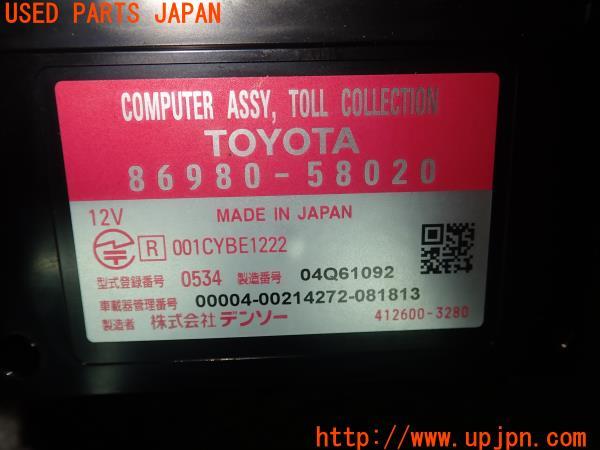 USED PARTS JAPAN
COMPUTER ASSY, TOLL COLLECTION
TOYOTA
86980-58020
12V MADE IN JAPAN
R 001CYBE1222
型式登録番号 0534 製造番号 04Q61092
車載器管理番号 00004-00214272-081813
製造者 株式会社デンソー 412600-3280
http://www.upjpn.com